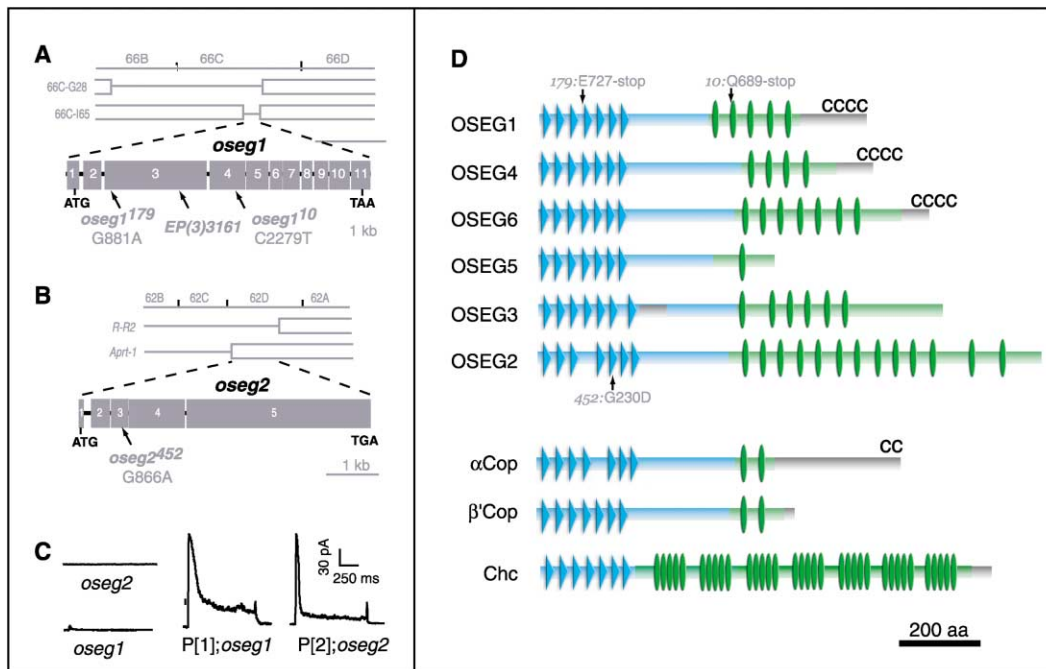 A
66B 66C 66D
66C-G28
66C-I65
oseg1
1 2 3 4 5 6 7 8 9 10 11
ATG TAA
oseg1179 EP(3)3161 oseg110
G881A C2279T 1 kb
B
62B 62C 62D 62A
R-R2
Aprt-1
oseg2
1 2 3 4 5
ATG TGA
oseg2452
G866A 1 kb
C
oseg2
oseg1
30 pA
250 ms
P[1];oseg1 P[2];oseg2
D
179:E727-stop 10:Q689-stop
OSEG1 CCCC
OSEG4 CCCC
OSEG6 CCCC
OSEG5
OSEG3
OSEG2
452:G230D
αCop CC
β'Cop
Chc
200 aa